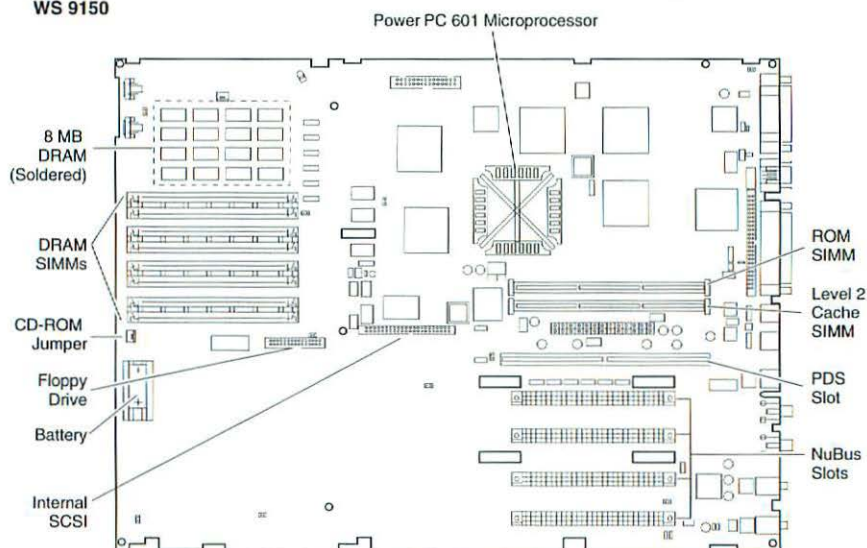 WS 9150
Power PC 601 Microprocessor
8 MB
DRAM
(Soldered)
DRAM
SIMMs
CD-ROM
Jumper
Floppy
Drive
Battery
Internal
SCSI
ROM
SIMM
Level 2
Cache
SIMM
PDS
Slot
NuBus
Slots